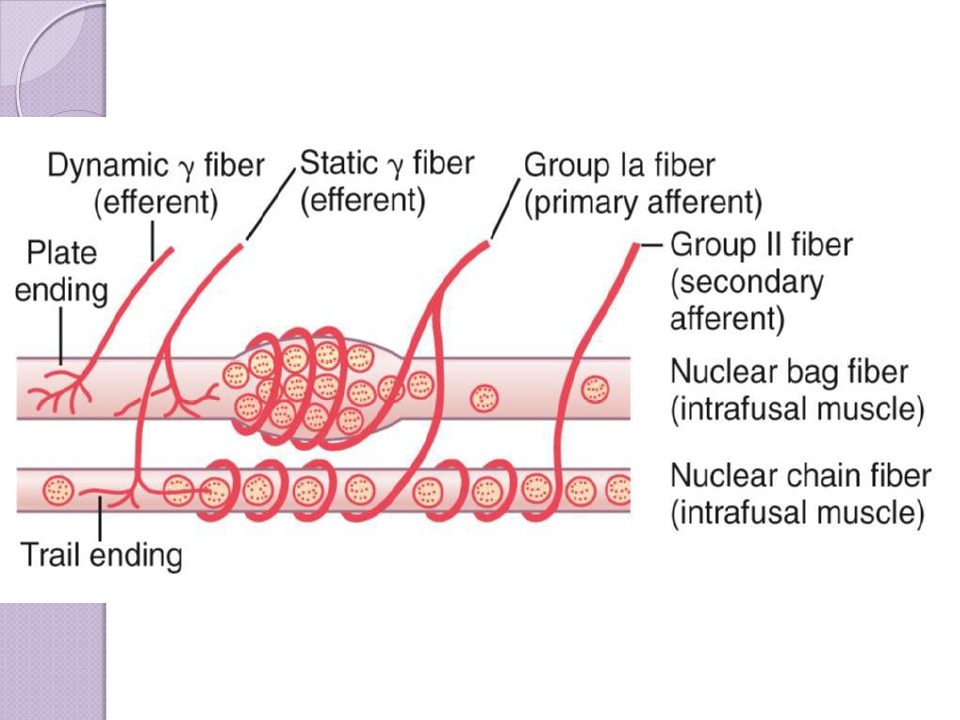 Dynamic γ fiber
(efferent)
Static γ fiber
(efferent)
Group Ia fiber
(primary afferent)
Plate
ending
Group II fiber
(secondary
afferent)
Nuclear bag fiber
(intrafusal muscle)
Nuclear chain fiber
(intrafusal muscle)
Trail ending